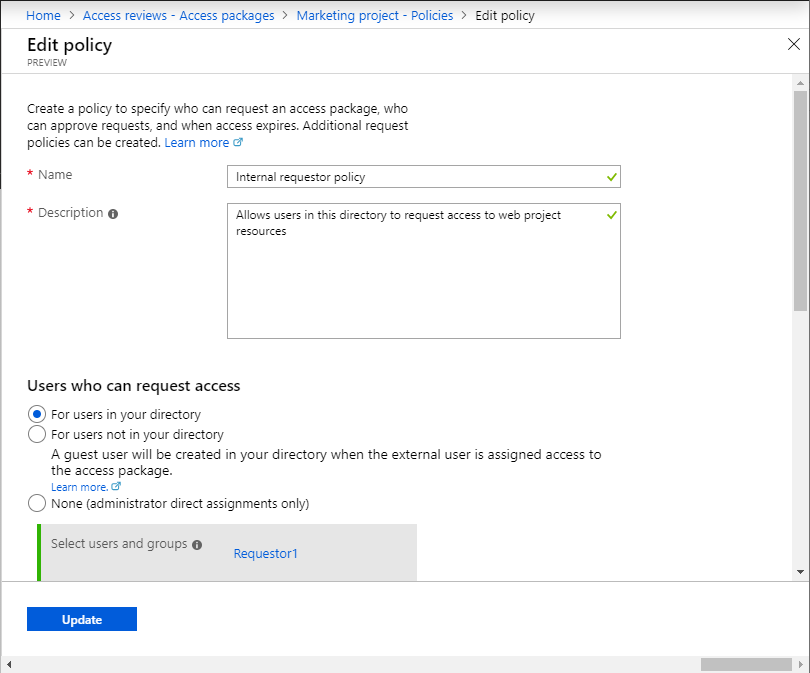 Home > Access reviews - Access packages > Marketing project - Policies > Edit policy
Edit policy
PREVIEW
Create a policy to specify who can request an access package, who
can approve requests, and when access expires. Additional request
policies can be created. Learn more
* Name
Internal requestor policy
* Description
Allows users in this directory to request access to web project
resources
Users who can request access
For users in your directory
For users not in your directory
A guest user will be created in your directory when the external user is assigned access to
the access package.
Learn more.
None (administrator direct assignments only)
Select users and groups
Requestor1
Update